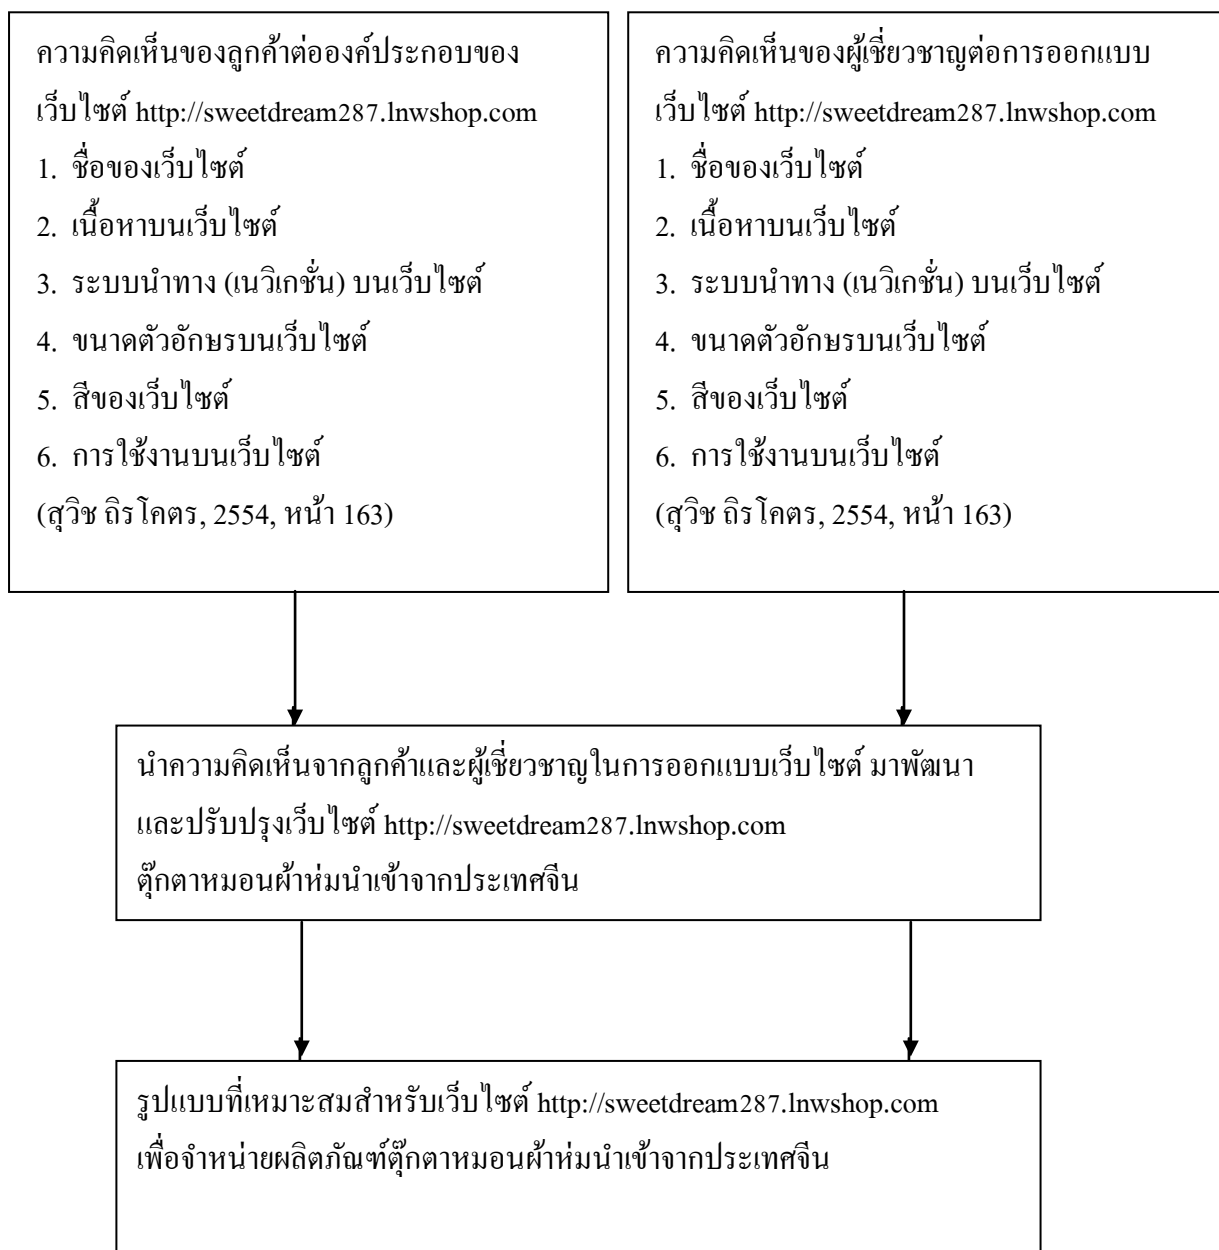 ความคิดเห็นของลูกค้าต่อองค์ประกอบของ
เว็บไซต์ http://sweetdream287.lnwshop.com
1. ชื่อของเว็บไซต์
2. เนื้อหาบนเว็บไซต์
3. ระบบนำทาง (เนวิเกชั่น) บนเว็บไซต์
4. ขนาดตัวอักษรบนเว็บไซต์
5. สีของเว็บไซต์
6. การใช้งานบนเว็บไซต์
(สุวิช ถิรโคตร, 2554, หน้า 163)
ความคิดเห็นของผู้เชี่ยวชาญต่อการออกแบบ
เว็บไซต์ http://sweetdream287.lnwshop.com
1. ชื่อของเว็บไซต์
2. เนื้อหาบนเว็บไซต์
3. ระบบนำทาง (เนวิเกชั่น) บนเว็บไซต์
4. ขนาดตัวอักษรบนเว็บไซต์
5. สีของเว็บไซต์
6. การใช้งานบนเว็บไซต์
(สุวิช ถิรโคตร, 2554, หน้า 163)
นำความคิดเห็นจากลูกค้าและผู้เชี่ยวชาญในการออกแบบเว็บไซต์ มาพัฒนา
และปรับปรุงเว็บไซต์ http://sweetdream287.lnwshop.com
ตุ๊กตาหมอนผ้าห่มนำเข้าจากประเทศจีน
รูปแบบที่เหมาะสมสำหรับเว็บไซต์ http://sweetdream287.lnwshop.com
เพื่อจำหน่ายผลิตภัณฑ์ตุ๊กตาหมอนผ้าห่มนำเข้าจากประเทศจีน